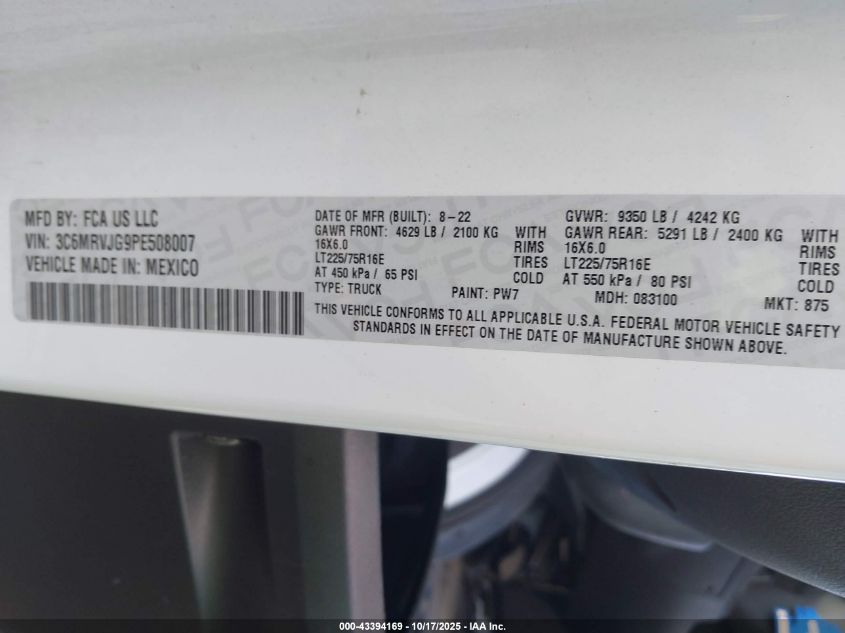 MFD BY: FCA US LLC
VIN: 3C6MRVJG9PE508007
VEHICLE MADE IN: MEXICO
DATE OF MFR (BUILT): 8-22
GAWR FRONT: 4629 LB / 2100 KG WITH
16X6.0 RIMS
LT225/75R16E TIRES
AT 450 kPa / 65 PSI COLD
TYPE: TRUCK PAINT: PW7
GVWR: 9350 LB / 4242 KG
GAWR REAR: 5291 LB / 2400 KG WITH
16X6.0 RIMS
LT225/75R16E TIRES
AT 550 kPa / 80 PSI COLD
MDH: 083100 MKT: 875
THIS VEHICLE CONFORMS TO ALL APPLICABLE U.S.A. FEDERAL MOTOR VEHICLE SAFETY
STANDARDS IN EFFECT ON THE DATE OF MANUFACTURE SHOWN ABOVE.
000-43394169 | 10/17/2025 | © IAA, Inc.